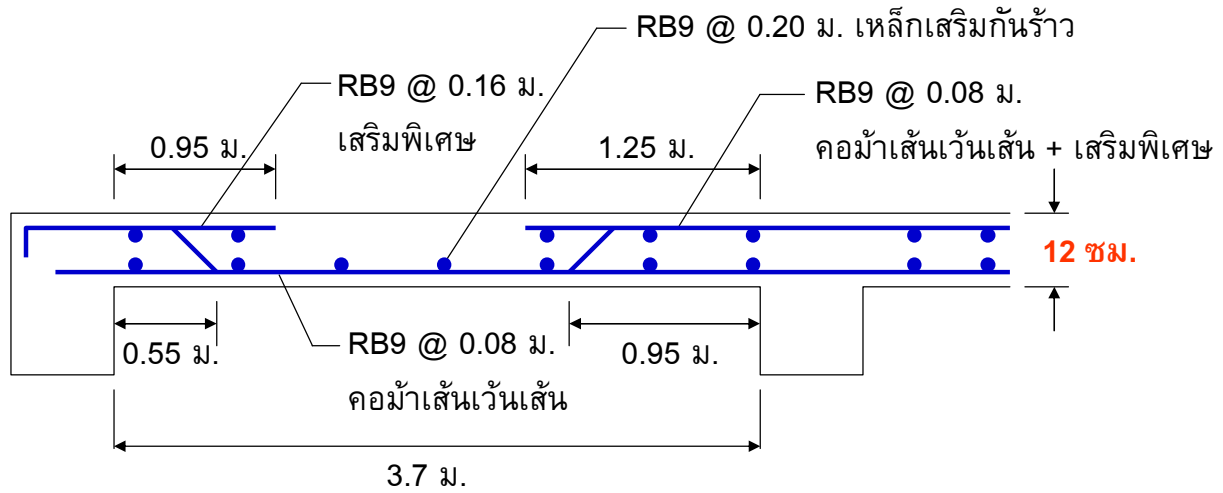 RB9 @ 0.20 ม. เหล็กเสริมกันร้าว
RB9 @ 0.16 ม.
เสริมพิเศษ
RB9 @ 0.08 ม.
คอม้าเส้นเว้นเส้น + เสริมพิเศษ
0.95 ม.
1.25 ม.
12 ซม.
0.55 ม.
RB9 @ 0.08 ม.
คอม้าเส้นเว้นเส้น
0.95 ม.
3.7 ม.